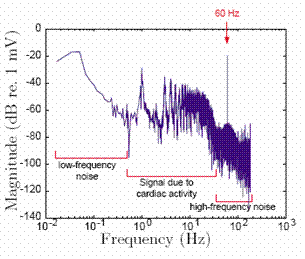 60 Hz
0
-20
-40
-60
-80
-100
-120
-140
Magnitude (dB re. 1 mV)
low-frequency
noise
Signal due to
cardiac activity
high-frequency noise
10-2
10-1
100
101
102
103
Frequency (Hz)